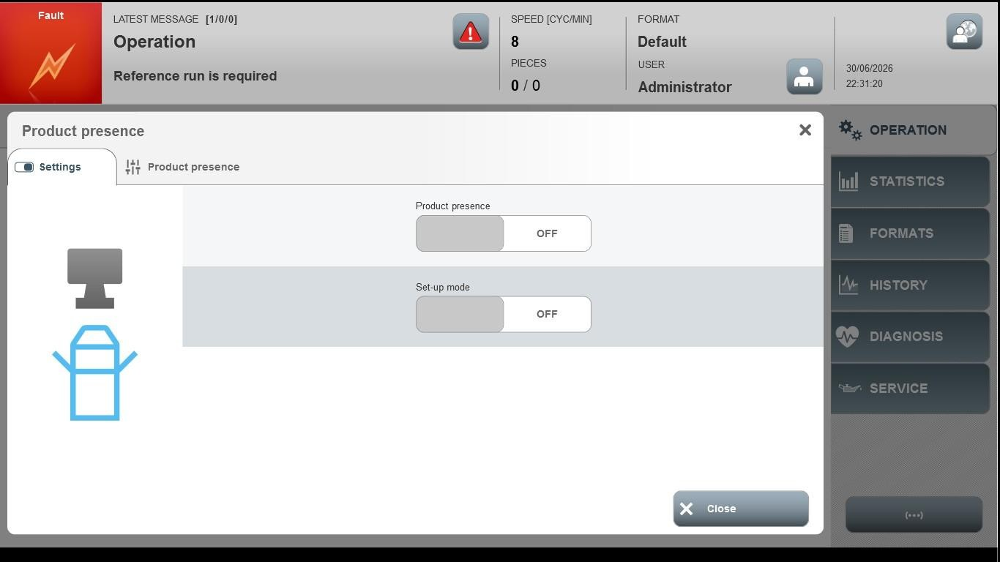 Fault
LATEST MESSAGE [1/0/0]
Operation
Reference run is required
SPEED [CYC/MIN]
8
PIECES
0 / 0
FORMAT
Default
USER
Administrator
30/06/2026
22:31:20
Product presence
Settings
Product presence
Product presence
OFF
Set-up mode
OFF
Close
OPERATION
STATISTICS
FORMATS
HISTORY
DIAGNOSIS
SERVICE
(•••)